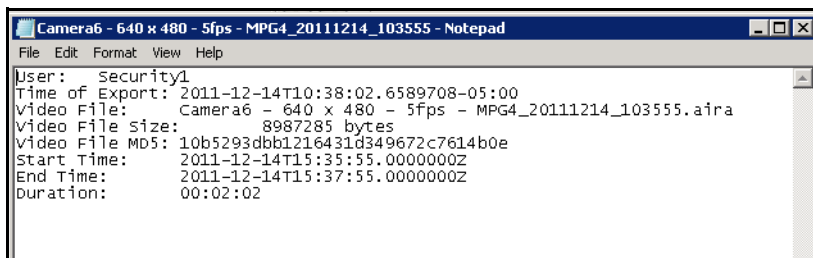 Camera6 - 640 x 480 - 5fps - MPG4_20111214_103555 - Notepad
File Edit Format View Help
User: Security1
Time of Export: 2011-12-14T10:38:02.6589708-05:00
Video File: Camera6 - 640 x 480 - 5fps - MPG4_20111214_103555.aira
Video File Size: 8987285 bytes
Video File MD5: 10b5293dbb1216431d349672c7614b0e
Start Time: 2011-12-14T15:35:55.0000000Z
End Time: 2011-12-14T15:37:55.0000000Z
Duration: 00:02:02